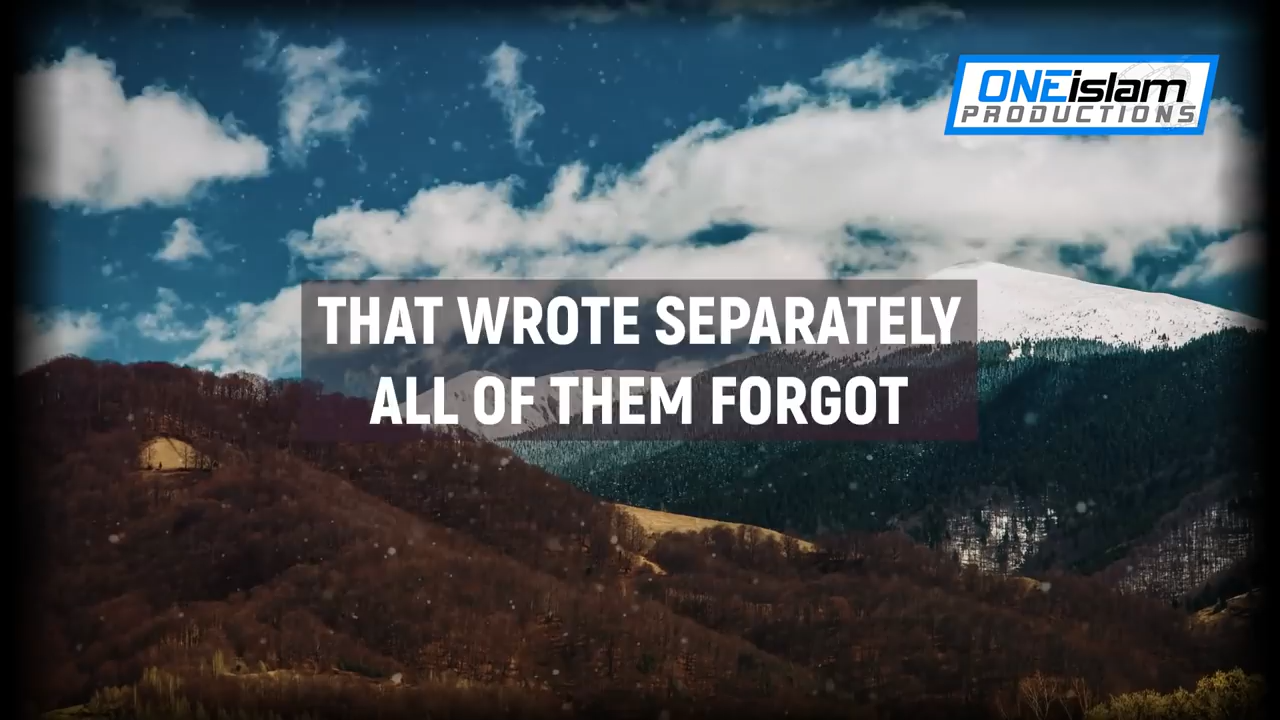 ONEislam
PRODUCTIONS
THAT WROTE SEPARATELY
ALL OF THEM FORGOT